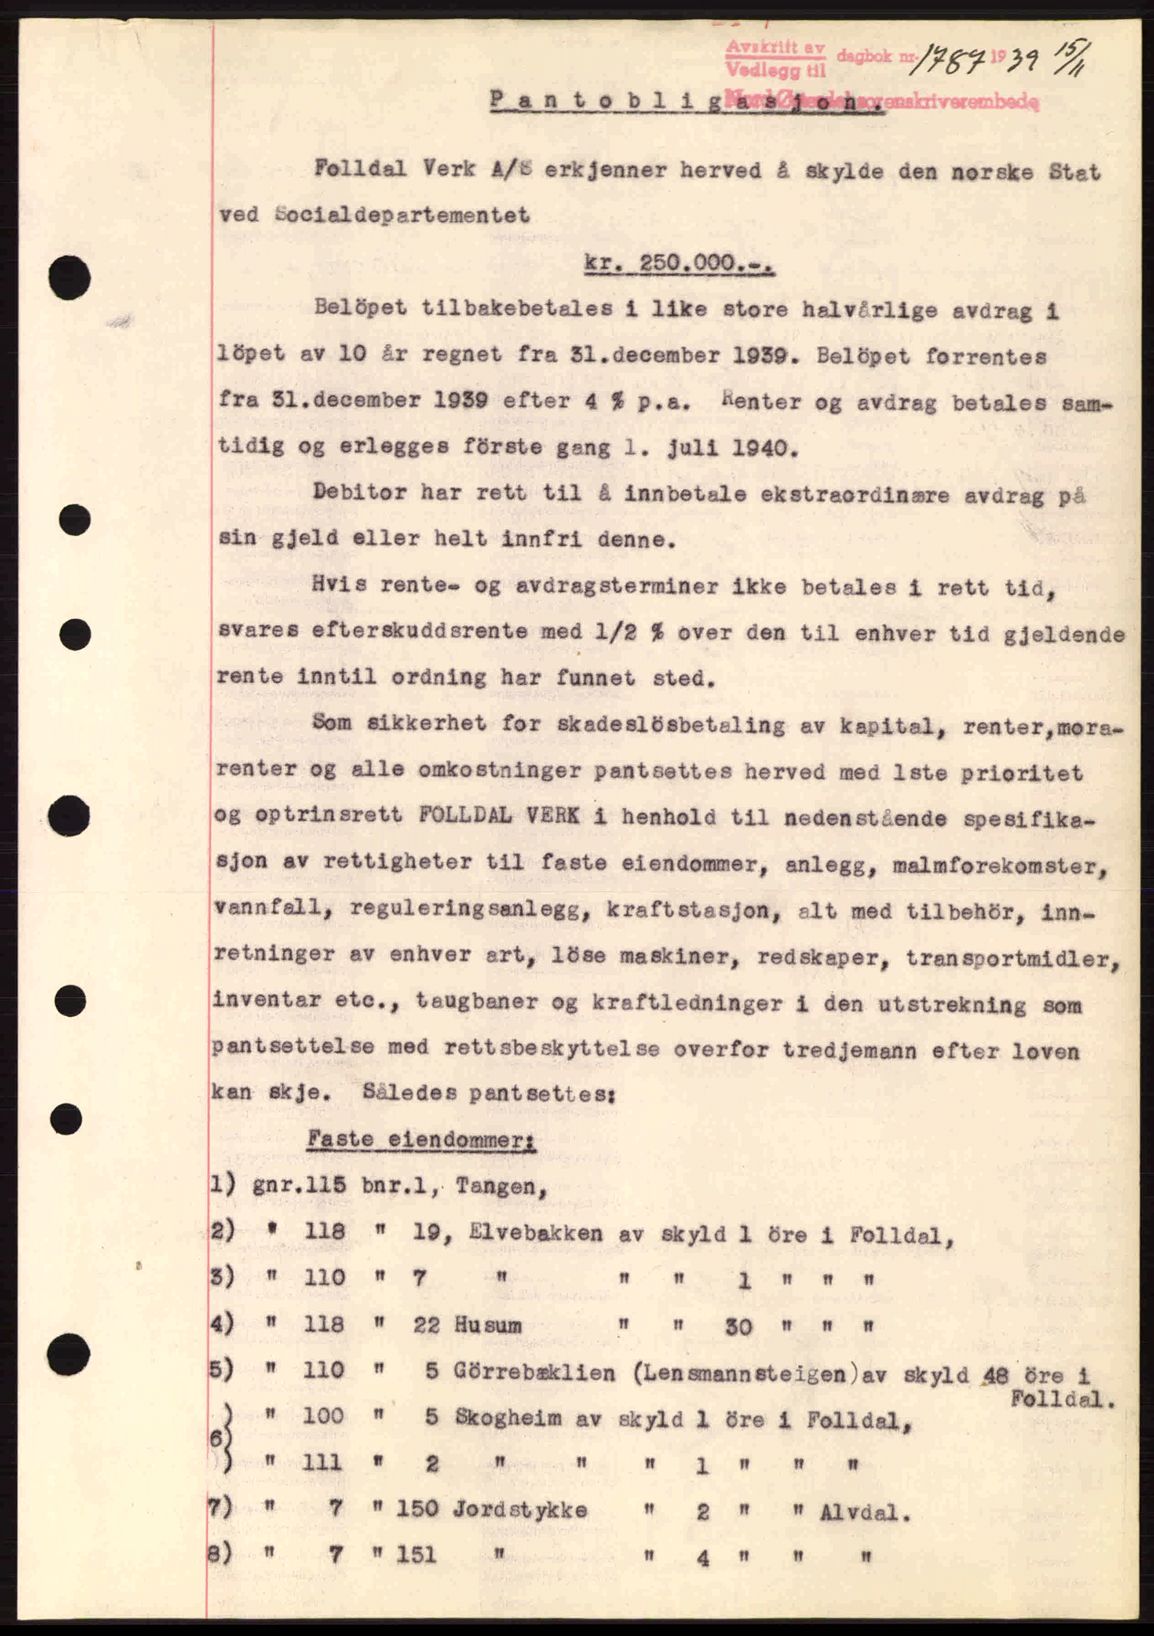 Avskrift av
Vedlegg til dagbok nr. 1787 1939 15/11
Nord-Østerdal sorenskriverembede
Pantobligasjon.
Folldal Verk A/S erkjenner herved å skylde den norske Stat
ved Socialdepartementet
kr. 250.000.-.
Belöpet tilbakebetales i like store halvårlige avdrag i
löpet av 10 år regnet fra 31.december 1939. Belöpet forrentes
fra 31.december 1939 efter 4 % p.a. Renter og avdrag betales sam-
tidig og erlegges förste gang 1. juli 1940.
Debitor har rett til å innbetale ekstraordinære avdrag på
sin gjeld eller helt innfri denne.
Hvis rente- og avdragsterminer ikke betales i rett tid,
svares efterskuddsrente med 1/2 % over den til enhver tid gjeldende
rente inntil ordning har funnet sted.
Som sikkerhet for skadeslösbetaling av kapital, renter,mora-
renter og alle omkostninger pantsettes herved med 1ste prioritet
og optrinsrett FOLLDAL VERK i henhold til nedenstående spesifika-
sjon av rettigheter til faste eiendommer, anlegg, malmforekomster,
vannfall, reguleringsanlegg, kraftstasjon, alt med tilbehör, inn-
retninger av enhver art, löse maskiner, redskaper, transportmidler,
inventar etc., taugbaner og kraftledninger i den utstrekning som
pantsettelse med rettsbeskyttelse overfor tredjemann efter loven
kan skje. Således pantsettes:
Faste eiendommer:
1) gnr.115 bnr.1, Tangen,
2) " 118 " 19, Elvebakken av skyld 1 öre i Folldal,
3) " 110 " 7 " " " 1 " " "
4) " 118 " 22 Husum " " 30 " " "
5) " 110 " 5 Görrebæklien (Lensmannsteigen)av skyld 48 öre i
Folldal.
6) " 100 " 5 Skogheim av skyld 1 öre i Folldal,
" 111 " 2 " " " 1 " " "
7) " 7 " 150 Jordstykke " 2 " " Alvdal.
8) " 7 " 151 " " 4 " " "